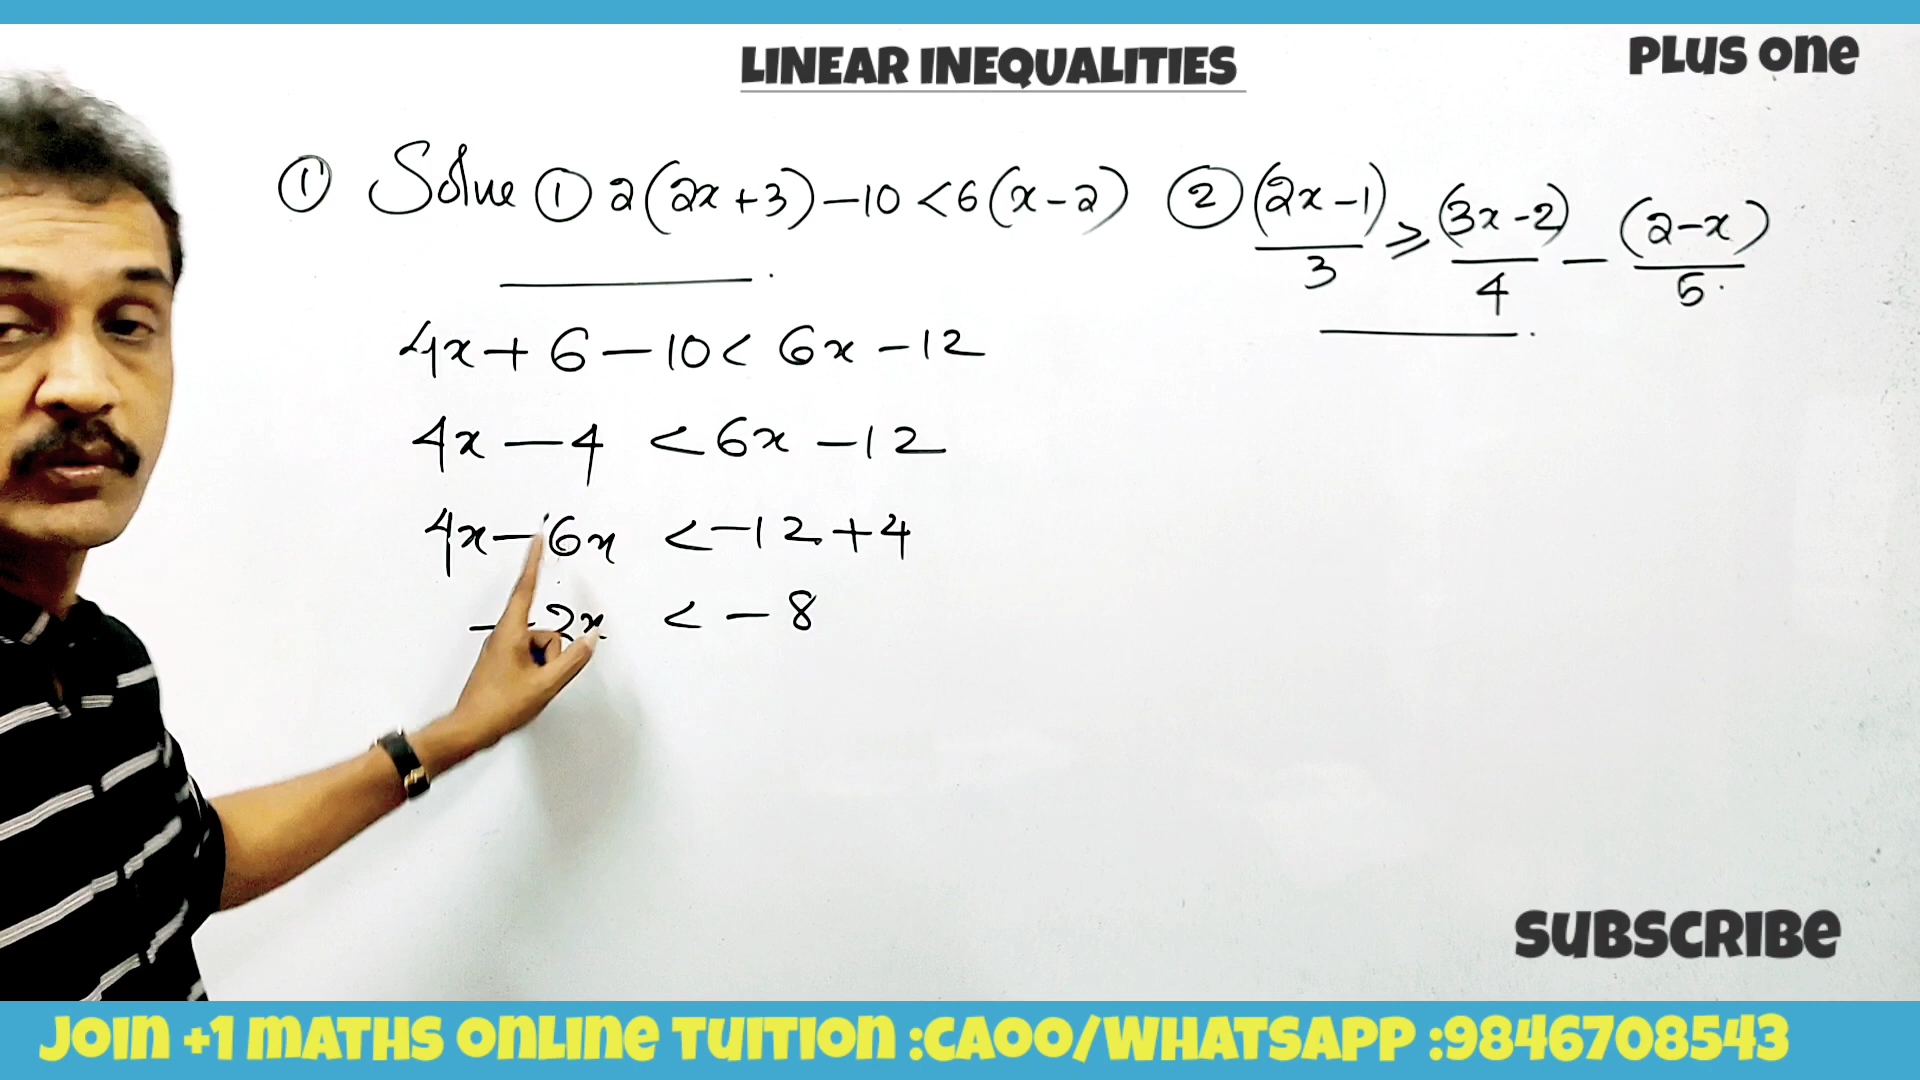 LINEAR INEQUALITIES
PLUS ONE
① Solve ① 2(2x+3)-10<6(x-2) ② (2x-1)/3 ≥ (3x-2)/4 - (2-x)/5
4x+6-10<6x-12
4x-4 <6x-12
4x-6x <-12+4
-2x <-8
SUBSCRIBE
JOIN +1 MATHS ONLINE TUITION :CAOO/WHATSAPP :9846708543